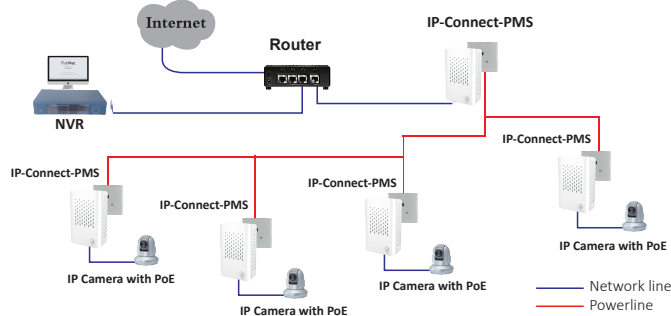 Internet
IP-Connect-PMS
Router
NVR
IP-Connect-PMS
IP-Connect-PMS
IP-Connect-PMS
IP-Connect-PMS
IP Camera with PoE
IP Camera with PoE
IP Camera with PoE
IP Camera with PoE
Network line
Powerline